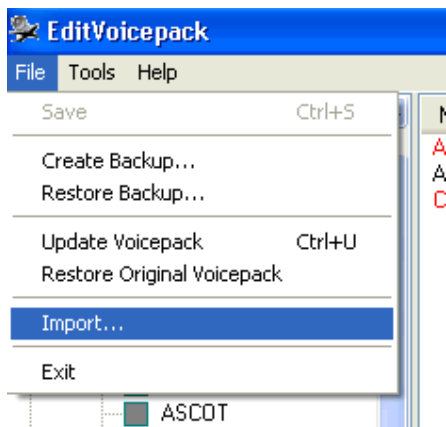 EditVoicepack
File Tools Help
Save Ctrl+S
Create Backup...
Restore Backup...
Update Voicepack Ctrl+U
Restore Original Voicepack
Import...
Exit
ASCOT